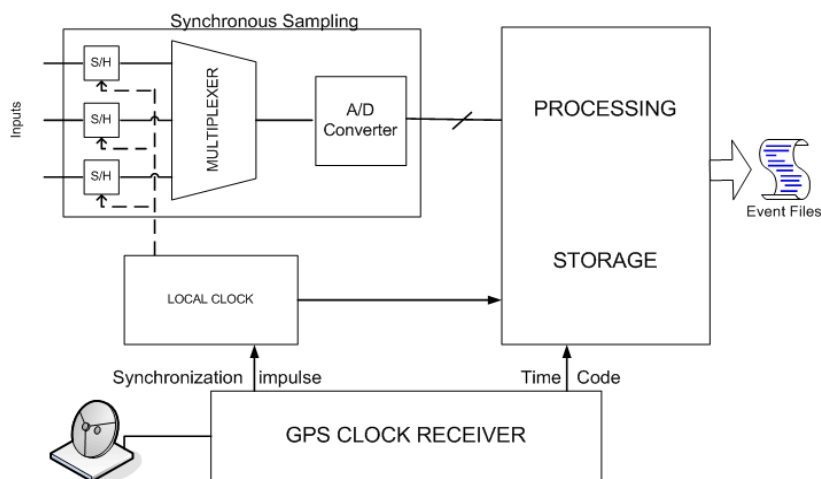 Synchronous Sampling
Inputs
S/H
S/H
S/H
MULTIPLEXER
A/D
Converter
PROCESSING
STORAGE
Event Files
LOCAL CLOCK
Synchronization impulse
Time Code
GPS CLOCK RECEIVER